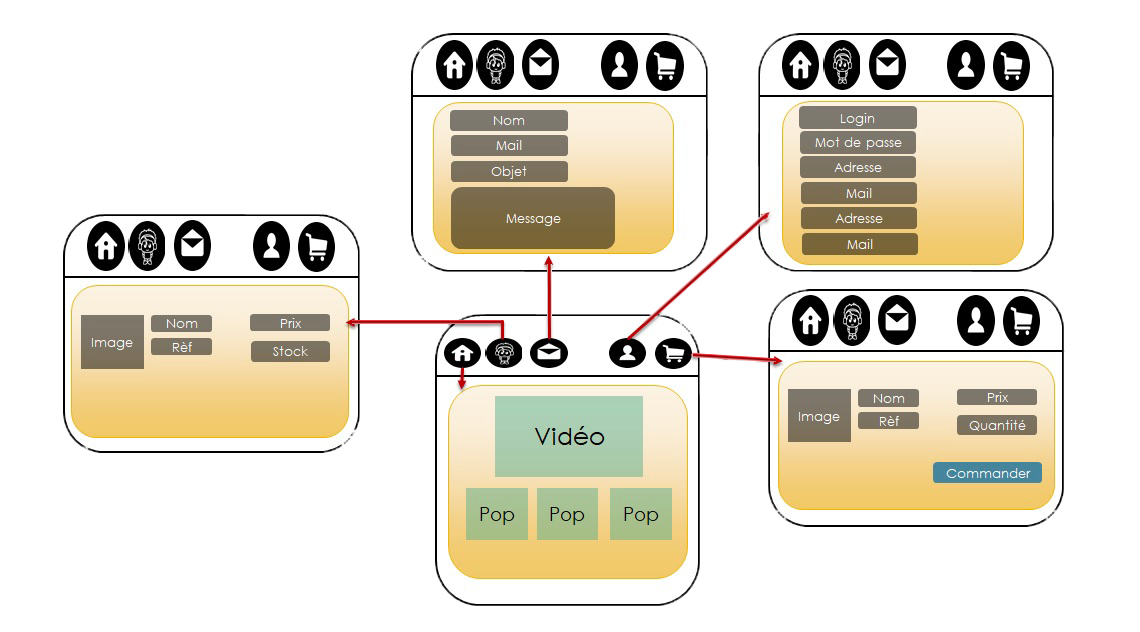 Nom
Mail
Objet
Message
Login
Mot de passe
Adresse
Mail
Adresse
Mail
Image
Nom
Rèf
Prix
Stock
Vidéo
Pop Pop Pop
Image
Nom
Rèf
Prix
Quantité
Commander